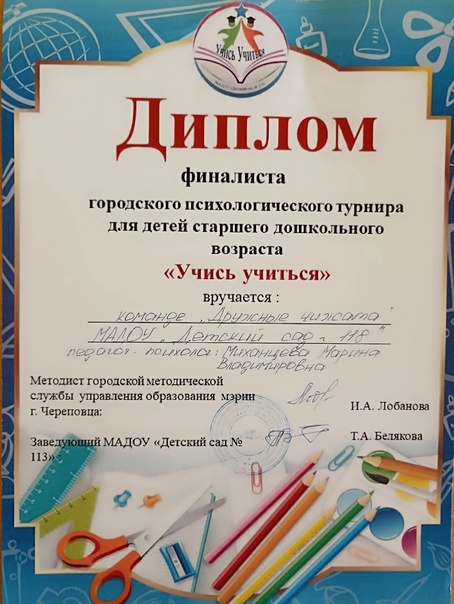 Учись Учиться
Диплом
финалиста
городского психологического турнира
для детей старшего дошкольного
возраста
«Учись учиться»
вручается :
команде „Дружные чижата"
МАДОУ „Детский сад № 118"
педагог-психолог: Миханцева Марина
Владимировна
Методист городской методической
службы управления образования мэрии
г. Череповца:
И.А. Лобанова
Заведующий МАДОУ «Детский сад №
113» :
Т.А. Белякова